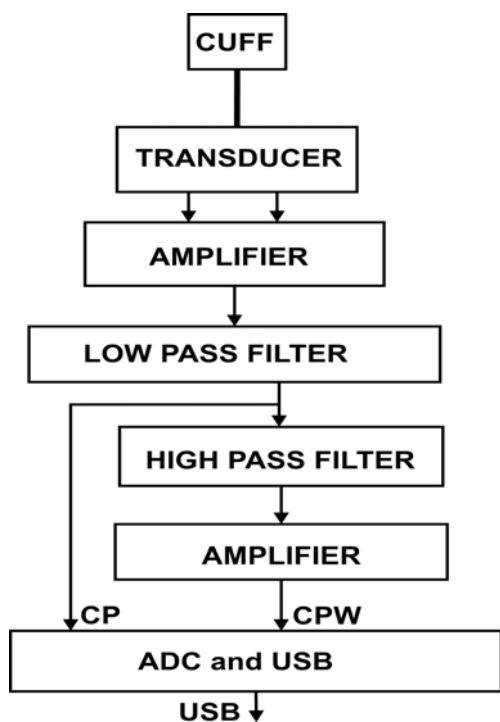 CUFF
TRANSDUCER
AMPLIFIER
LOW PASS FILTER
HIGH PASS FILTER
AMPLIFIER
CP
CPW
ADC and USB
USB